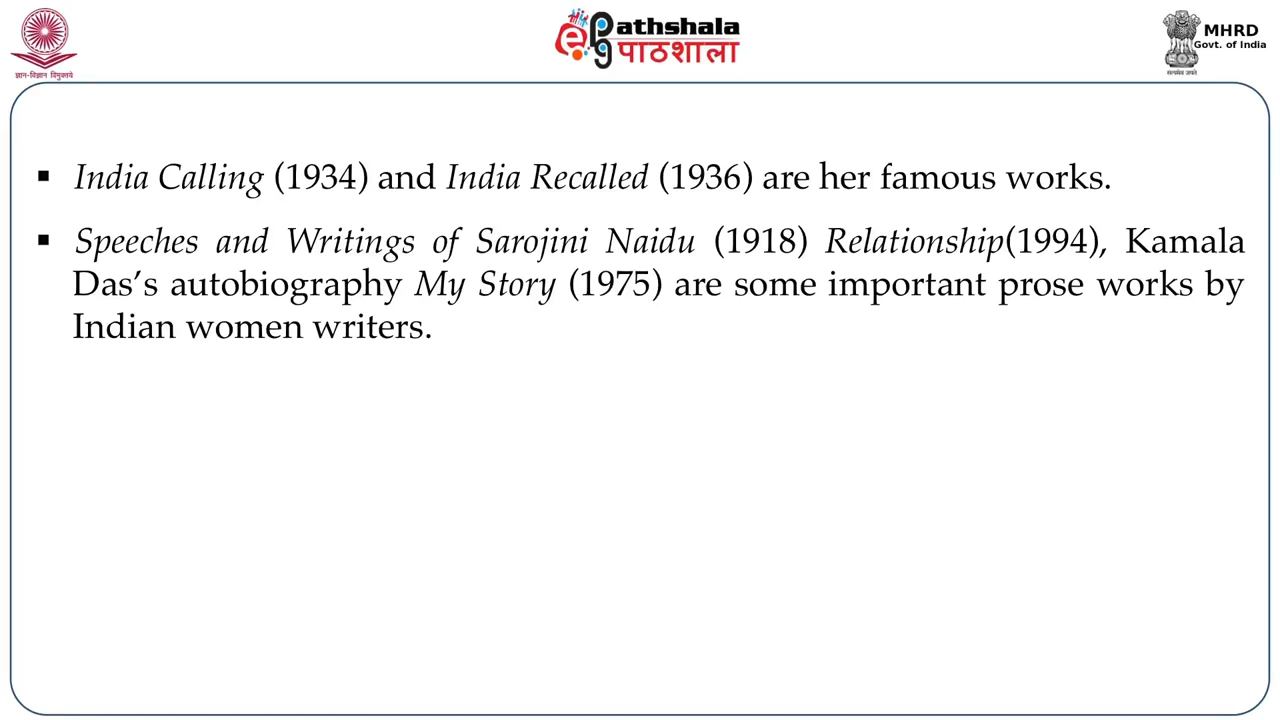 ज्ञान-विज्ञान विमुक्तये
ePathshala
पाठशाला
सत्यमेव जयते
MHRD
Govt. of India
▪ India Calling (1934) and India Recalled (1936) are her famous works.
▪ Speeches and Writings of Sarojini Naidu (1918) Relationship(1994), Kamala
Das’s autobiography My Story (1975) are some important prose works by
Indian women writers.